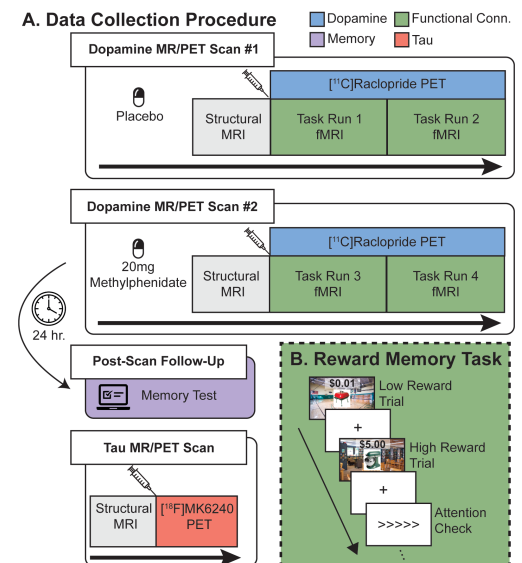 A. Data Collection Procedure
Dopamine
Functional Conn.
Memory
Tau
Dopamine MR/PET Scan #1
[¹¹C]Raclopride PET
Placebo
Structural
MRI
Task Run 1
fMRI
Task Run 2
fMRI
Dopamine MR/PET Scan #2
[¹¹C]Raclopride PET
20mg
Methylphenidate
Structural
MRI
Task Run 3
fMRI
Task Run 4
fMRI
24 hr.
Post-Scan Follow-Up
Memory Test
Tau MR/PET Scan
Structural
MRI
[¹⁸F]MK6240
PET
B. Reward Memory Task
$0.01
Low Reward
Trial
+
$5.00
High Reward
Trial
+
>>>>>
Attention
Check